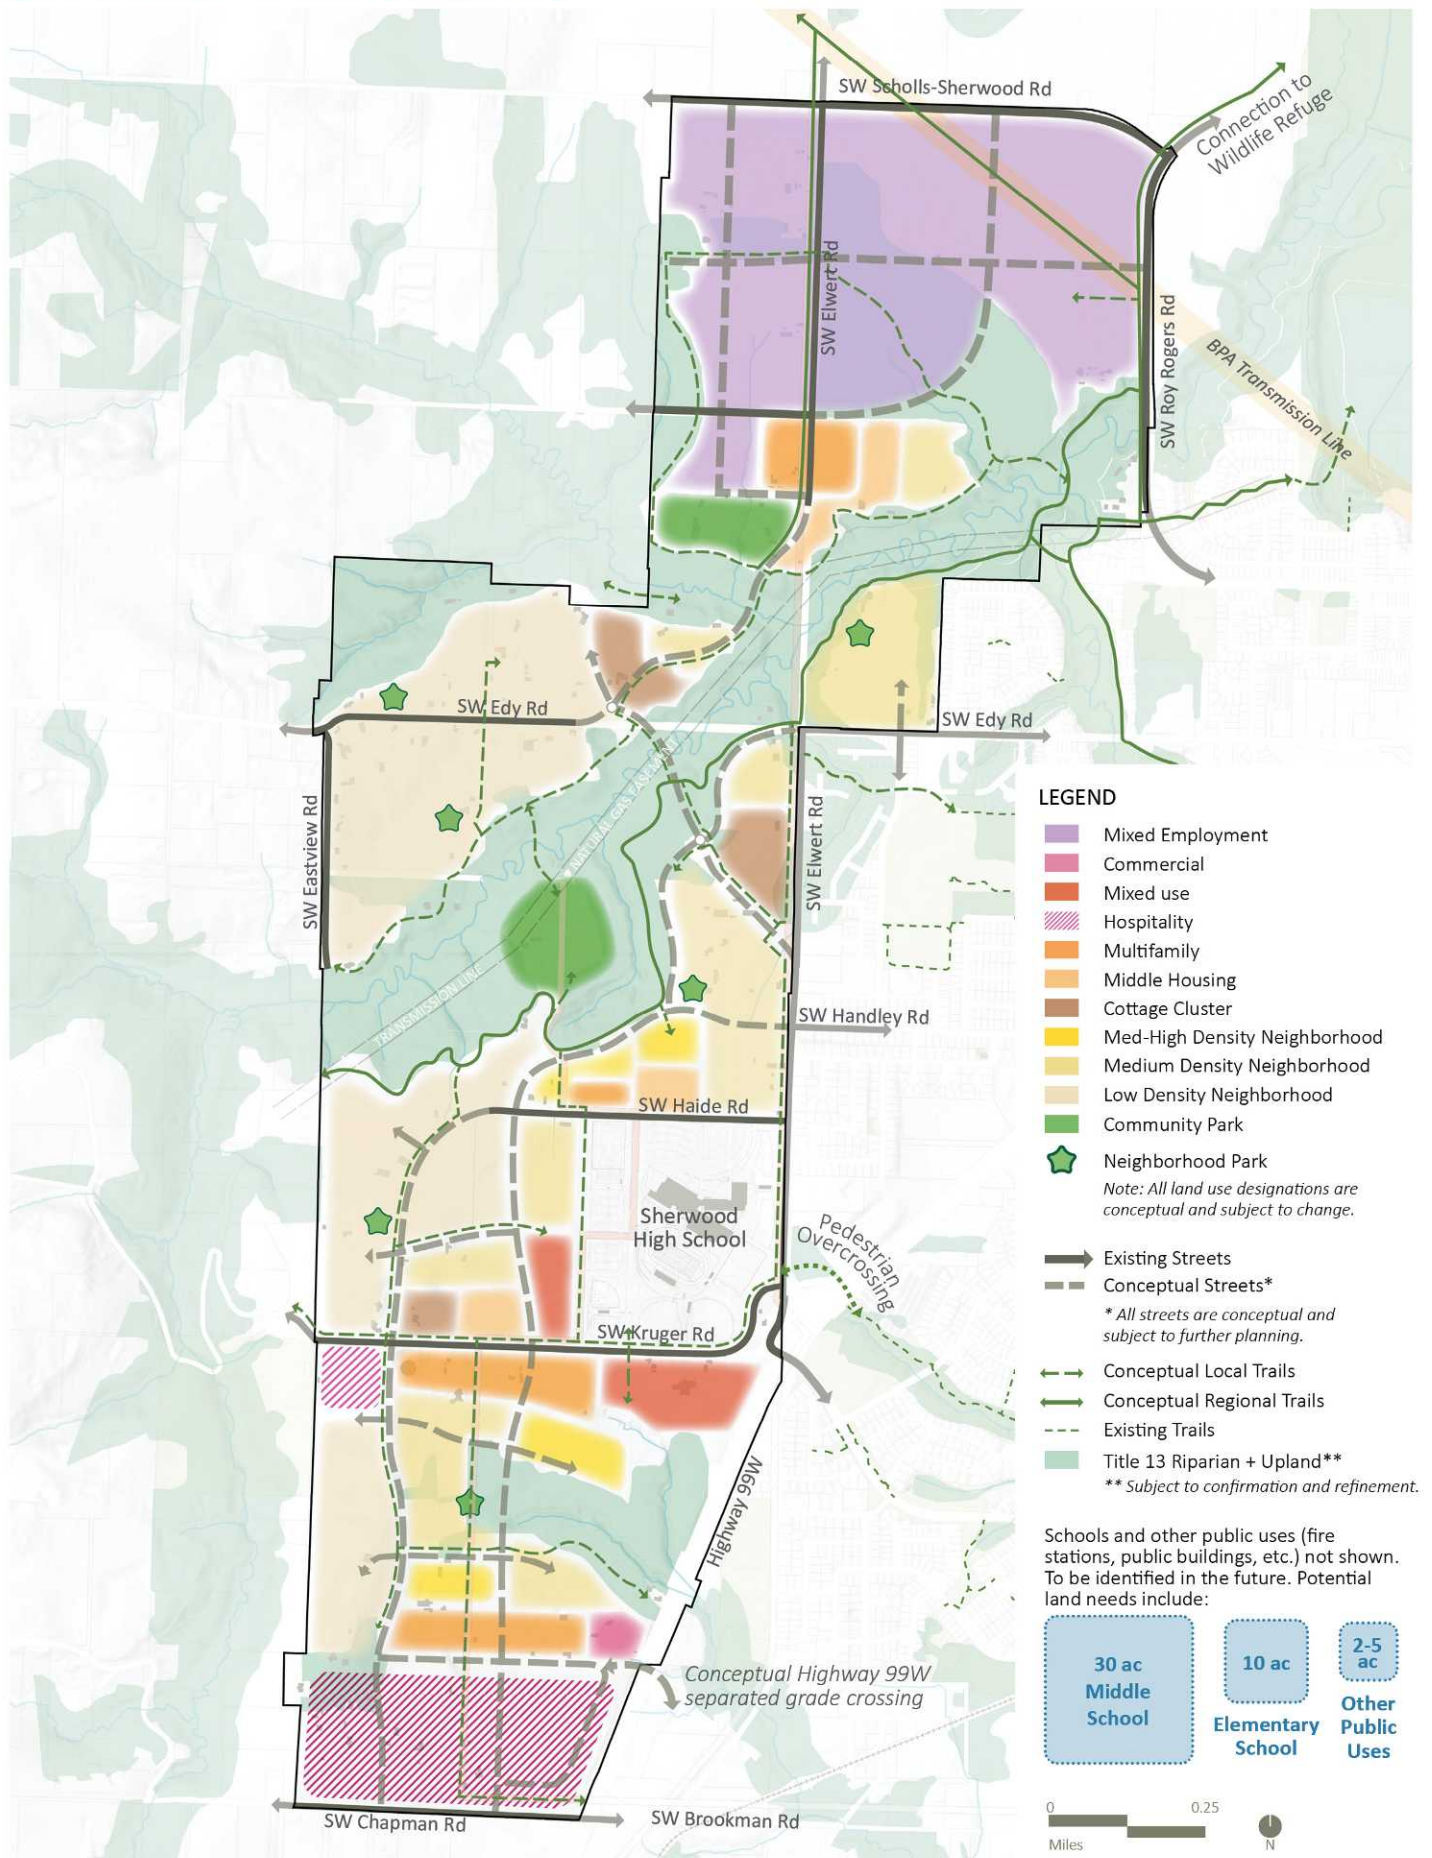 SW Scholls-Sherwood Rd
Connection to
Wildlife Refuge
SW Elwert Rd
SW Roy Rogers Rd
BPA Transmission Line
SW Edy Rd
SW Edy Rd
NATURAL GAS EASEMENT
SW Eastview Rd
SW Elwert Rd
TRANSMISSION LINE
SW Handley Rd
SW Haide Rd
Sherwood
High School
Pedestrian
Overcrossing
SW Kruger Rd
Highway 99W
Conceptual Highway 99W
separated grade crossing
SW Chapman Rd
SW Brookman Rd
LEGEND
Mixed Employment
Commercial
Mixed use
Hospitality
Multifamily
Middle Housing
Cottage Cluster
Med-High Density Neighborhood
Medium Density Neighborhood
Low Density Neighborhood
Community Park
Neighborhood Park
Note: All land use designations are
conceptual and subject to change.
Existing Streets
Conceptual Streets*
* All streets are conceptual and
subject to further planning.
Conceptual Local Trails
Conceptual Regional Trails
Existing Trails
Title 13 Riparian + Upland**
** Subject to confirmation and refinement.
Schools and other public uses (fire
stations, public buildings, etc.) not shown.
To be identified in the future. Potential
land needs include:
30 ac
Middle
School
10 ac
Elementary
School
2-5
ac
Other
Public
Uses
0 0.25
Miles
N